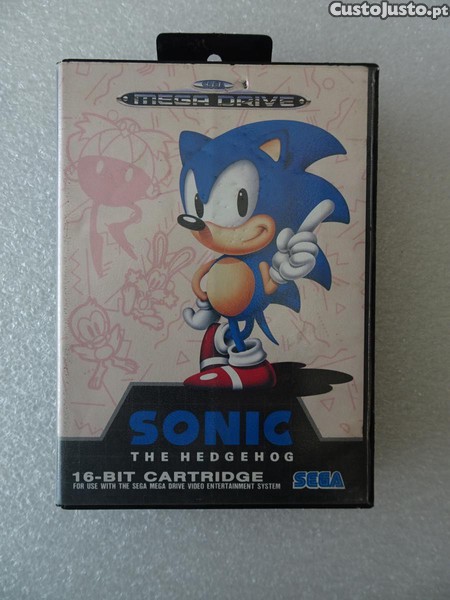 CustoJusto.pt
SEGA
MEGA DRIVE
SONIC
THE HEDGEHOG
16-BIT CARTRIDGE
FOR USE WITH THE SEGA MEGA DRIVE VIDEO ENTERTAINMENT SYSTEM
SEGA